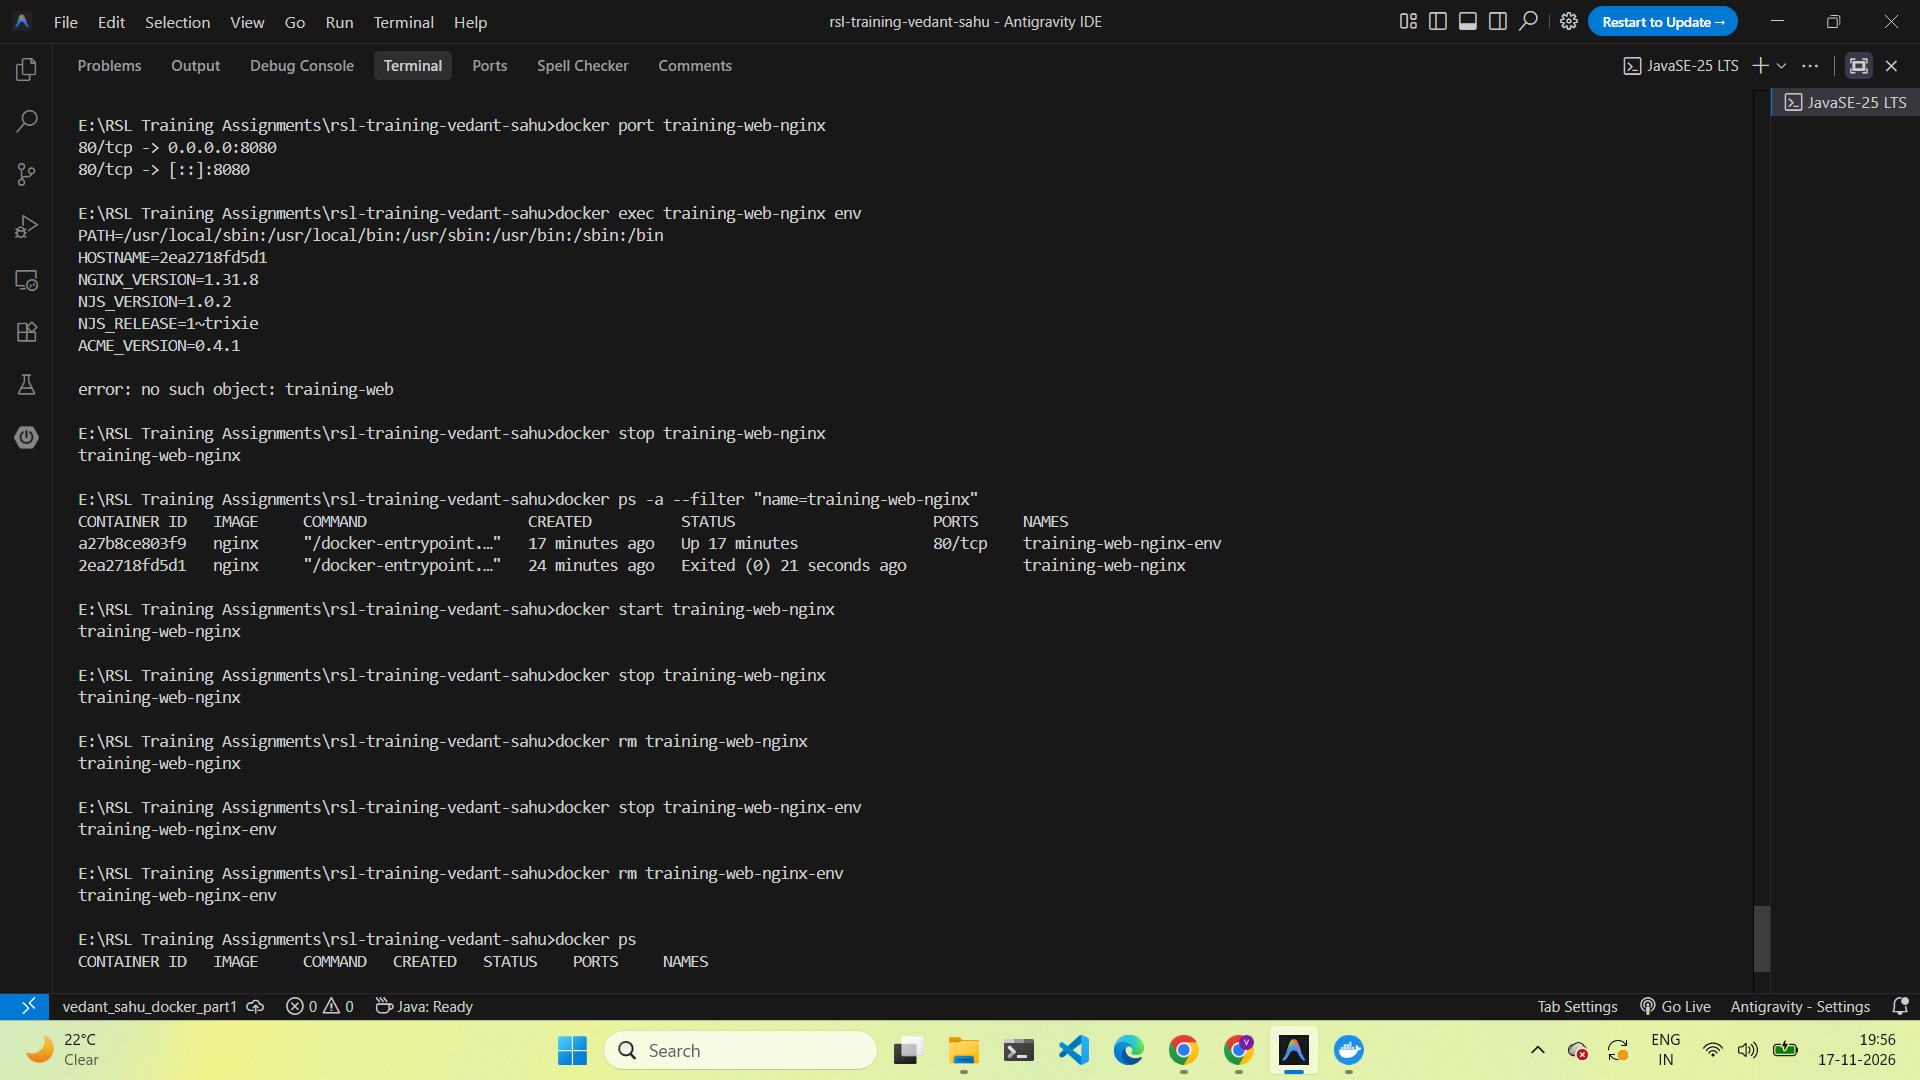 File Edit Selection View Go Run Terminal Help
rsl-training-vedant-sahu - Antigravity IDE
Restart to Update →
Problems Output Debug Console Terminal Ports Spell Checker Comments
JavaSE-25 LTS
JavaSE-25 LTS
E:\RSL Training Assignments\rsl-training-vedant-sahu>docker port training-web-nginx
80/tcp -> 0.0.0.0:8080
80/tcp -> [::]:8080
E:\RSL Training Assignments\rsl-training-vedant-sahu>docker exec training-web-nginx env
PATH=/usr/local/sbin:/usr/local/bin:/usr/sbin:/usr/bin:/sbin:/bin
HOSTNAME=2ea2718fd5d1
NGINX_VERSION=1.31.8
NJS_VERSION=1.0.2
NJS_RELEASE=1~trixie
ACME_VERSION=0.4.1
error: no such object: training-web
E:\RSL Training Assignments\rsl-training-vedant-sahu>docker stop training-web-nginx
training-web-nginx
E:\RSL Training Assignments\rsl-training-vedant-sahu>docker ps -a --filter "name=training-web-nginx"
CONTAINER ID IMAGE COMMAND CREATED STATUS PORTS NAMES
a27b8ce803f9 nginx "/docker-entrypoint.…" 17 minutes ago Up 17 minutes 80/tcp training-web-nginx-env
2ea2718fd5d1 nginx "/docker-entrypoint.…" 24 minutes ago Exited (0) 21 seconds ago training-web-nginx
E:\RSL Training Assignments\rsl-training-vedant-sahu>docker start training-web-nginx
training-web-nginx
E:\RSL Training Assignments\rsl-training-vedant-sahu>docker stop training-web-nginx
training-web-nginx
E:\RSL Training Assignments\rsl-training-vedant-sahu>docker rm training-web-nginx
training-web-nginx
E:\RSL Training Assignments\rsl-training-vedant-sahu>docker stop training-web-nginx-env
training-web-nginx-env
E:\RSL Training Assignments\rsl-training-vedant-sahu>docker rm training-web-nginx-env
training-web-nginx-env
E:\RSL Training Assignments\rsl-training-vedant-sahu>docker ps
CONTAINER ID IMAGE COMMAND CREATED STATUS PORTS NAMES
vedant_sahu_docker_part1 0 0 Java: Ready
Tab Settings Go Live Antigravity - Settings
22°C
Clear
Search
ENG
IN
19:56
17-11-2026